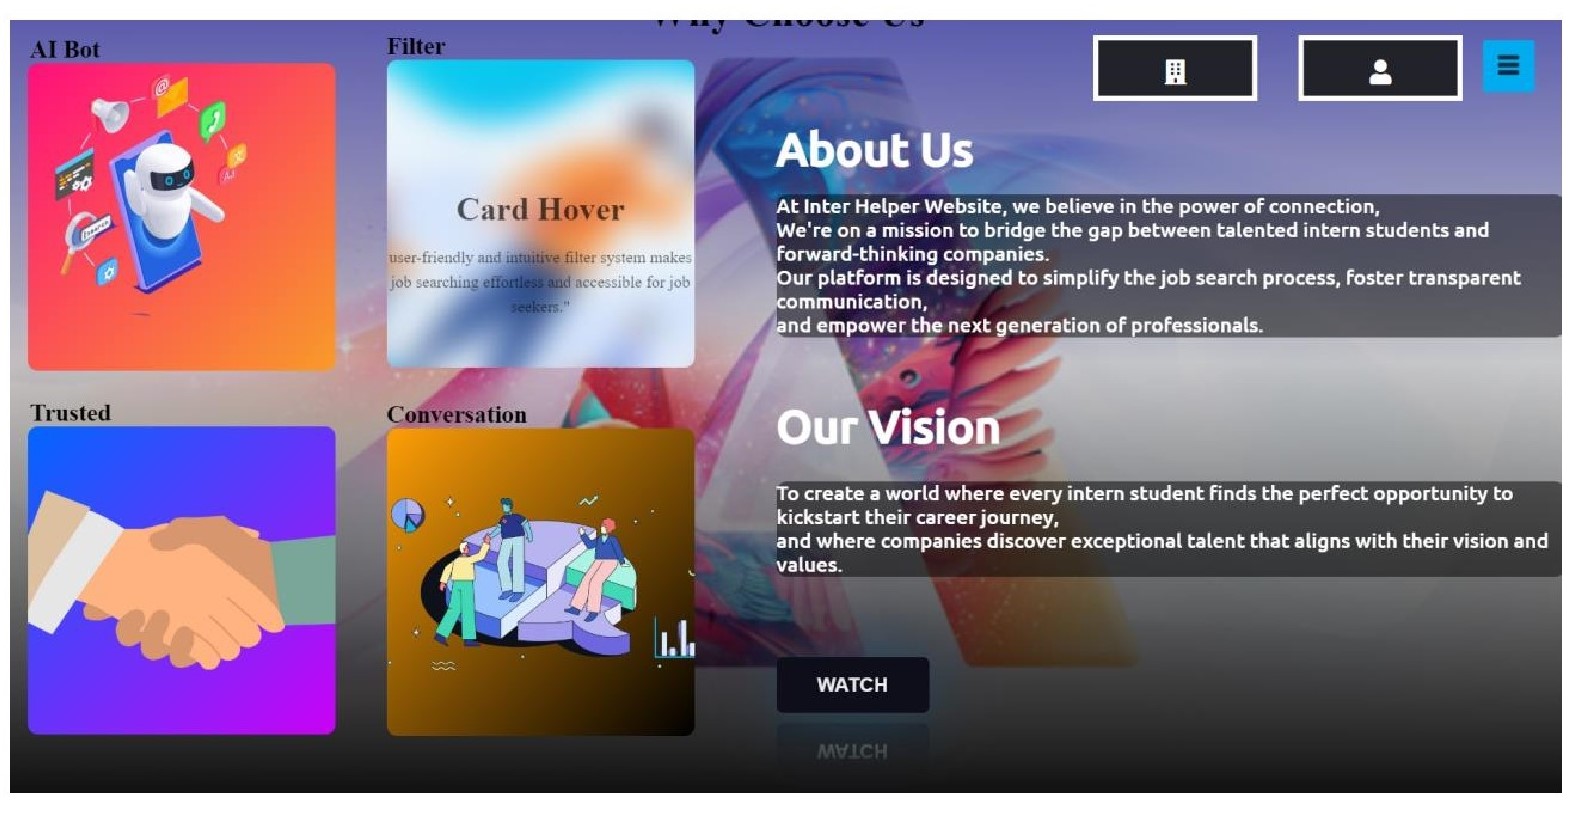 Why Choose Us
AI Bot
Filter
Card Hover
user-friendly and intuitive filter system makes
job searching effortless and accessible for job
seekers."
Trusted
Conversation
About Us
At Inter Helper Website, we believe in the power of connection,
We're on a mission to bridge the gap between talented intern students and
forward-thinking companies.
Our platform is designed to simplify the job search process, foster transparent
communication,
and empower the next generation of professionals.
Our Vision
To create a world where every intern student finds the perfect opportunity to
kickstart their career journey,
and where companies discover exceptional talent that aligns with their vision and
values.
WATCH
WATCH